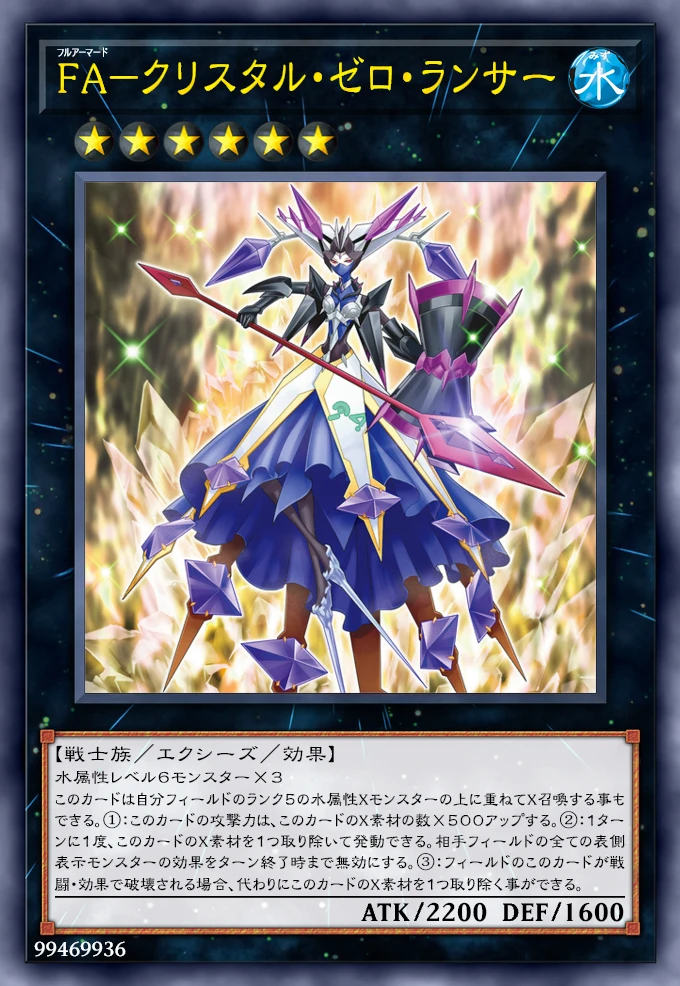 フルアーマード
FA－クリスタル・ゼロ・ランサー
みず
水
【戦士族／エクシーズ／効果】
水属性レベル６モンスター×３
このカードは自分フィールドのランク５の水属性Xモンスターの上に重ねてX召喚する事も
できる。①：このカードの攻撃力は、このカードのX素材の数×５００アップする。②：1ター
ンに１度、このカードのX素材を１つ取り除いて発動できる。相手フィールドの全ての表側
表示モンスターの効果をターン終了時まで無効にする。③：フィールドのこのカードが戦
闘・効果で破壊される場合、代わりにこのカードのX素材を１つ取り除く事ができる。
ATK/2200 DEF/1600
99469936